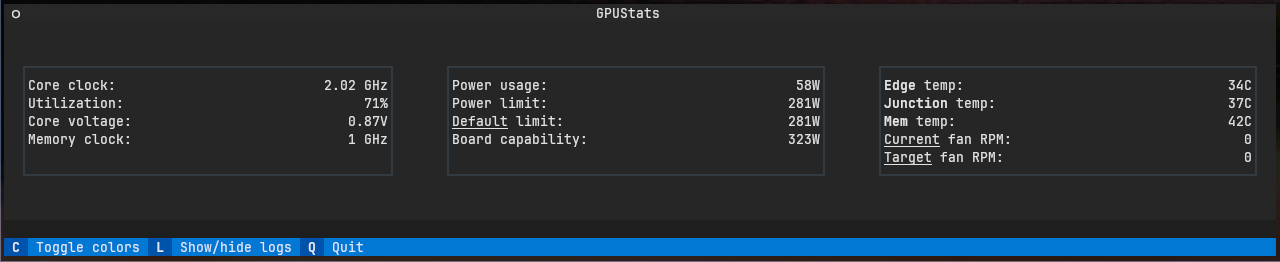 GPUStats
Core clock: 2.02 GHz
Utilization: 71%
Core voltage: 0.87V
Memory clock: 1 GHz
Power usage: 58W
Power limit: 281W
Default limit: 281W
Board capability: 323W
Edge temp: 34C
Junction temp: 37C
Mem temp: 42C
Current fan RPM: 0
Target fan RPM: 0
C Toggle colors L Show/hide logs Q Quit